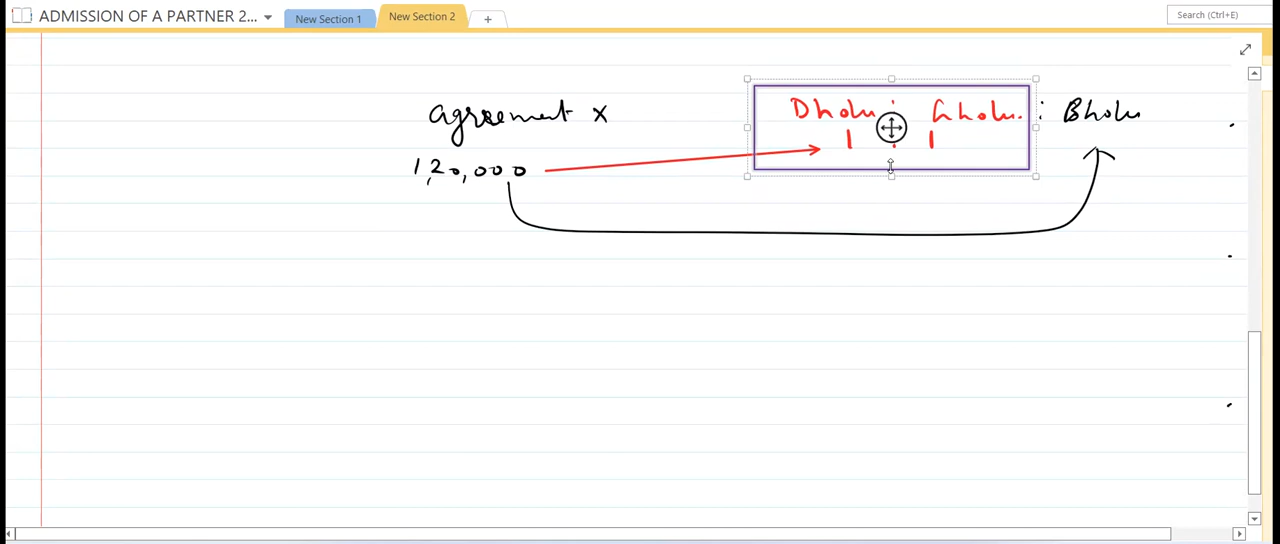 ADMISSION OF A PARTNER 2...
New Section 1
New Section 2
+
Search (Ctrl+E)
agreement x
Dholu : Gholu. : Bholu
1 : 1
1,20,000